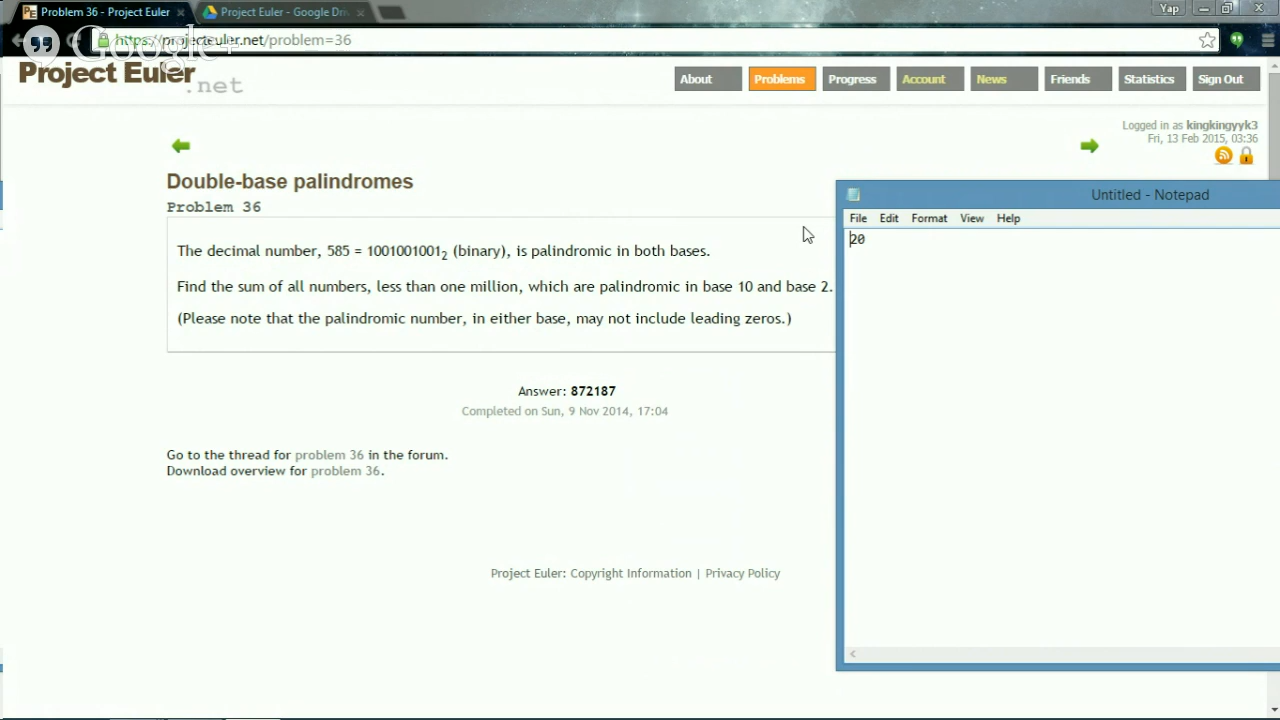 Problem 36 - Project Euler
Project Euler - Google Dri
Yap
Google+
https://projecteuler.net/problem=36
Project Euler
.net
About
Problems
Progress
Account
News
Friends
Statistics
Sign Out
Logged in as kingkingyyk3
Fri, 13 Feb 2015, 03:36
Double-base palindromes
Problem 36
Untitled - Notepad
File Edit Format View Help
20
The decimal number, 585 = 1001001001₂ (binary), is palindromic in both bases.
Find the sum of all numbers, less than one million, which are palindromic in base 10 and base 2.
(Please note that the palindromic number, in either base, may not include leading zeros.)
Answer: 872187
Completed on Sun, 9 Nov 2014, 17:04
Go to the thread for problem 36 in the forum.
Download overview for problem 36.
Project Euler: Copyright Information | Privacy Policy